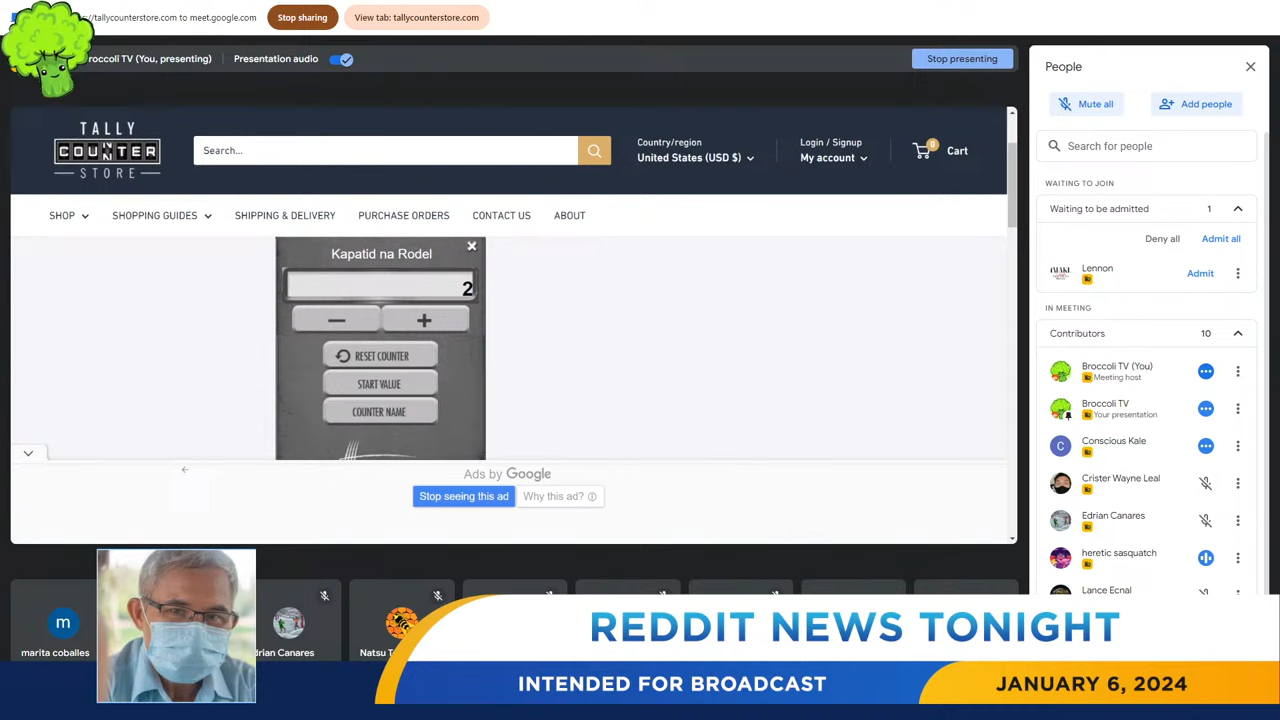 ://tallycounterstore.com to meet.google.com
Stop sharing
View tab: tallycounterstore.com
roccoli TV (You, presenting)
Presentation audio
Stop presenting
TALLY
COUNTER
STORE
Search...
Country/region
United States (USD $)
Login / Signup
My account
0
Cart
SHOP
SHOPPING GUIDES
SHIPPING & DELIVERY
PURCHASE ORDERS
CONTACT US
ABOUT
Kapatid na Rodel
2
RESET COUNTER
START VALUE
COUNTER NAME
Ads by Google
Stop seeing this ad
Why this ad?
People
Mute all
Add people
Search for people
WAITING TO JOIN
Waiting to be admitted 1
Deny all
Admit all
Lennon
Admit
IN MEETING
Contributors 10
Broccoli TV (You)
Meeting host
Broccoli TV
Your presentation
C
Conscious Kale
Crister Wayne Leal
Edrian Canares
heretic sasquatch
Lance Ecnal
m
marita coballes
drian Canares
Natsu T
REDDIT NEWS TONIGHT
INTENDED FOR BROADCAST
JANUARY 6, 2024